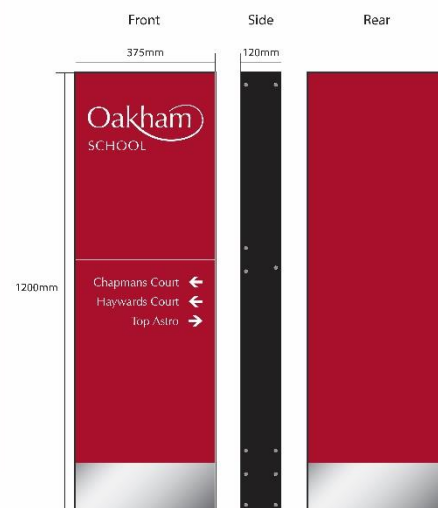 Front
Side
Rear
375mm
120mm
Oakham
SCHOOL
1200mm
Chapmans Court ←
Haywards Court ←
Top Astro →